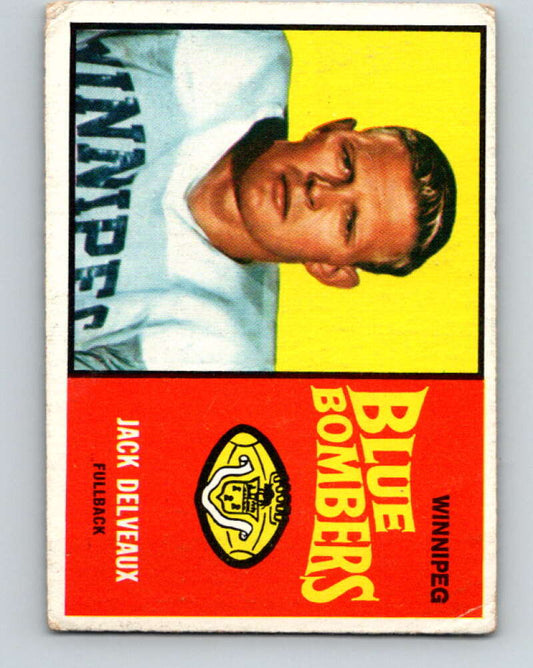 WINNIPEG
WINNIPEG
BLUE
BOMBERS
JACK DELVEAUX
FULLBACK